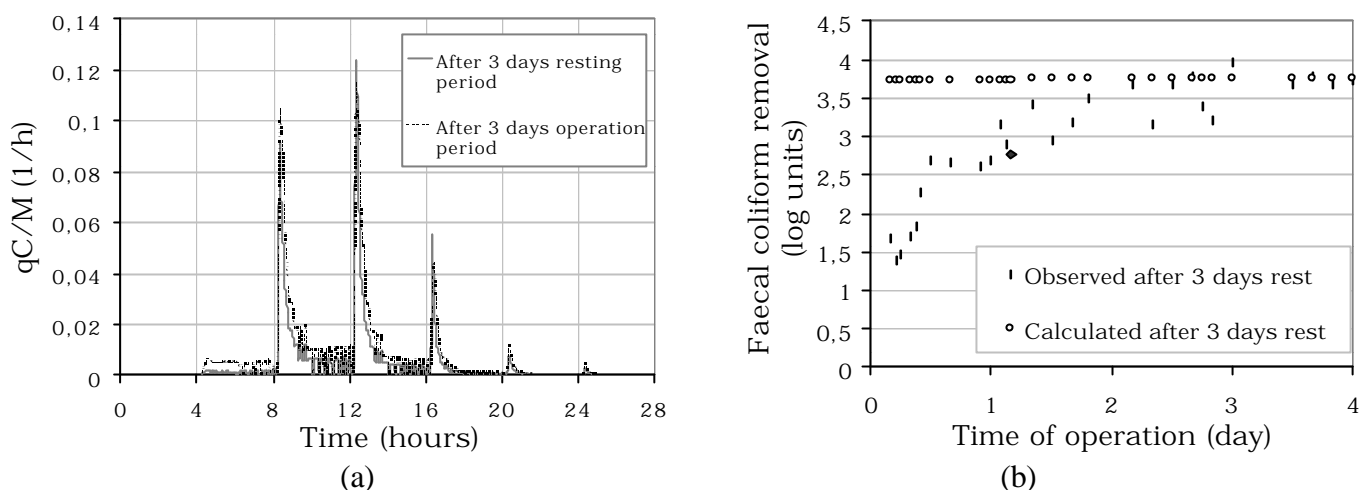 0,14
0,12
0,10
0,08
0,06
0,04
0,02
0
qC/M (1/h)
After 3 days resting
period
After 3 days operation
period
0 4 8 12 16 20 24 28
Time (hours)
(a)
4,5
4
3,5
3
2,5
2
1,5
1
0,5
0
Faecal coliform removal
(log units)
Observed after 3 days rest
Calculated after 3 days rest
0 1 2 3 4
Time of operation (day)
(b)